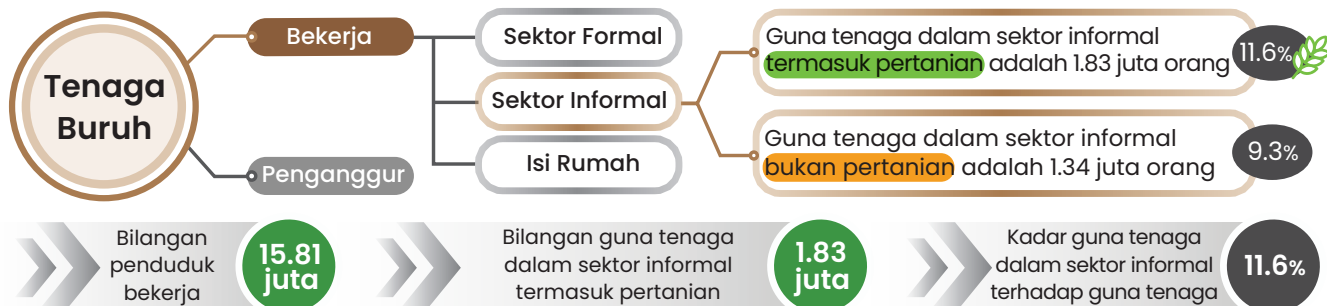 Tenaga
Buruh
Bekerja
Penganggur
Sektor Formal
Sektor Informal
Isi Rumah
Guna tenaga dalam sektor informal
termasuk pertanian adalah 1.83 juta orang
11.6%
Guna tenaga dalam sektor informal
bukan pertanian adalah 1.34 juta orang
9.3%
Bilangan
penduduk
bekerja
15.81
juta
Bilangan guna tenaga
dalam sektor informal
termasuk pertanian
1.83
juta
Kadar guna tenaga
dalam sektor informal
terhadap guna tenaga
11.6%